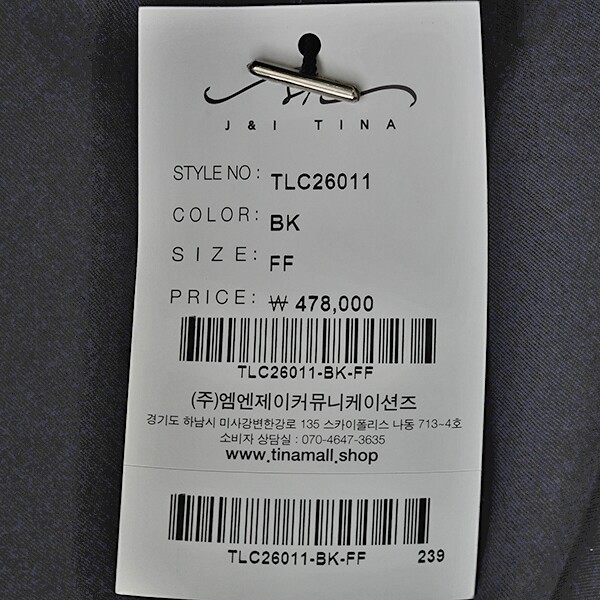 J & I TINA
STYLE NO : TLC26011
COLOR: BK
SIZE: FF
PRICE: ₩ 478,000
TLC26011-BK-FF
(주)엠엔제이커뮤니케이션즈
경기도 하남시 미사강변한강로 135 스카이폴리스 나동 713-4호
소비자 상담실 : 070-4647-3635
www.tinamall.shop
TLC26011-BK-FF 239